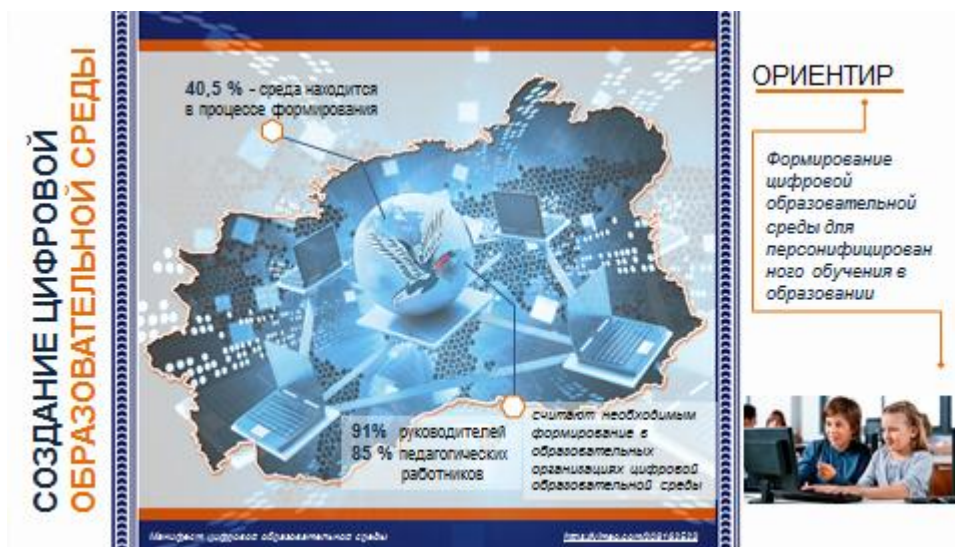 СОЗДАНИЕ ЦИФРОВОЙ
ОБРАЗОВАТЕЛЬНОЙ СРЕДЫ
40,5 % - среда находится
в процессе формирования
91% руководителей
85 % педагогических
работников
считают необходимым
формирование в
образовательных
организациях цифровой
образовательной среды
Манифест цифровой образовательной среды
ОРИЕНТИР
Формирование
цифровой
образовательной
среды для
персонифицирован
ного обучения в
образовании